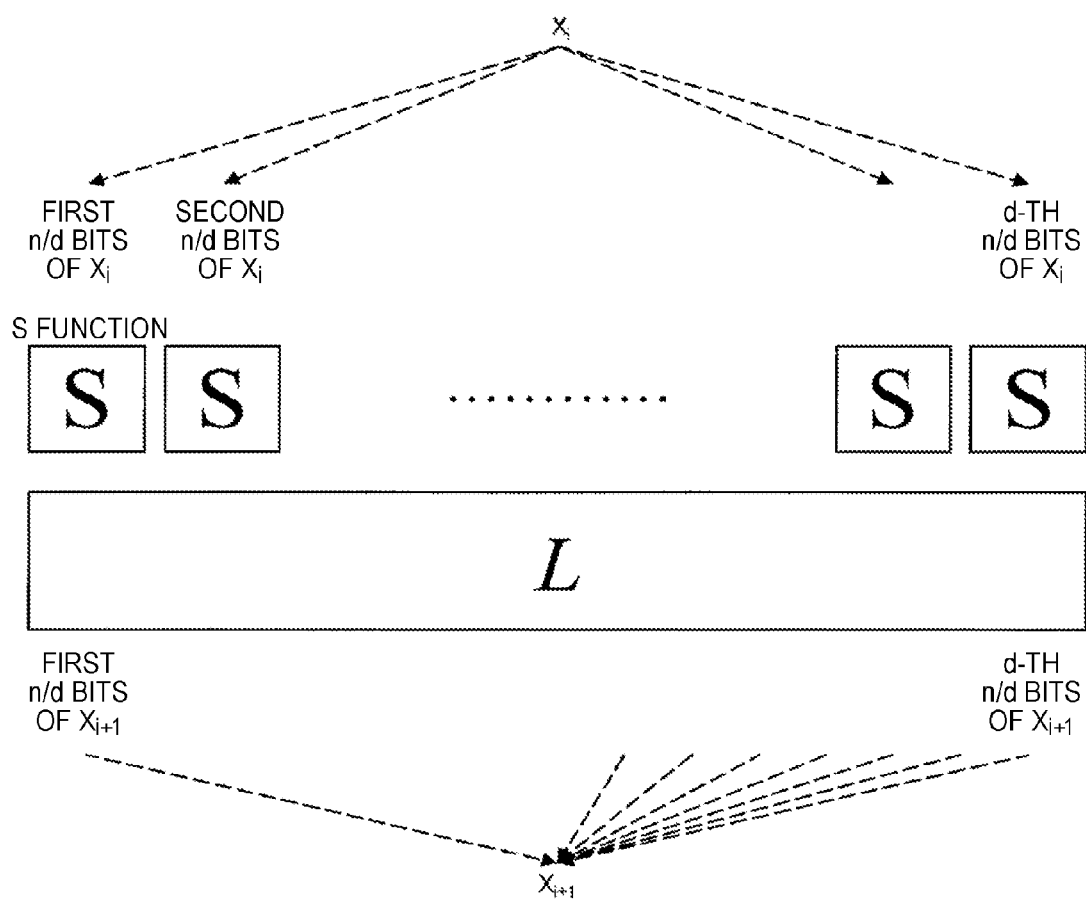 Xi
FIRST
n/d BITS
OF Xi
SECOND
n/d BITS
OF Xi
d-TH
n/d BITS
OF Xi
S FUNCTION
S
S
S
S
L
FIRST
n/d BITS
OF Xi+1
d-TH
n/d BITS
OF Xi+1
Xi+1